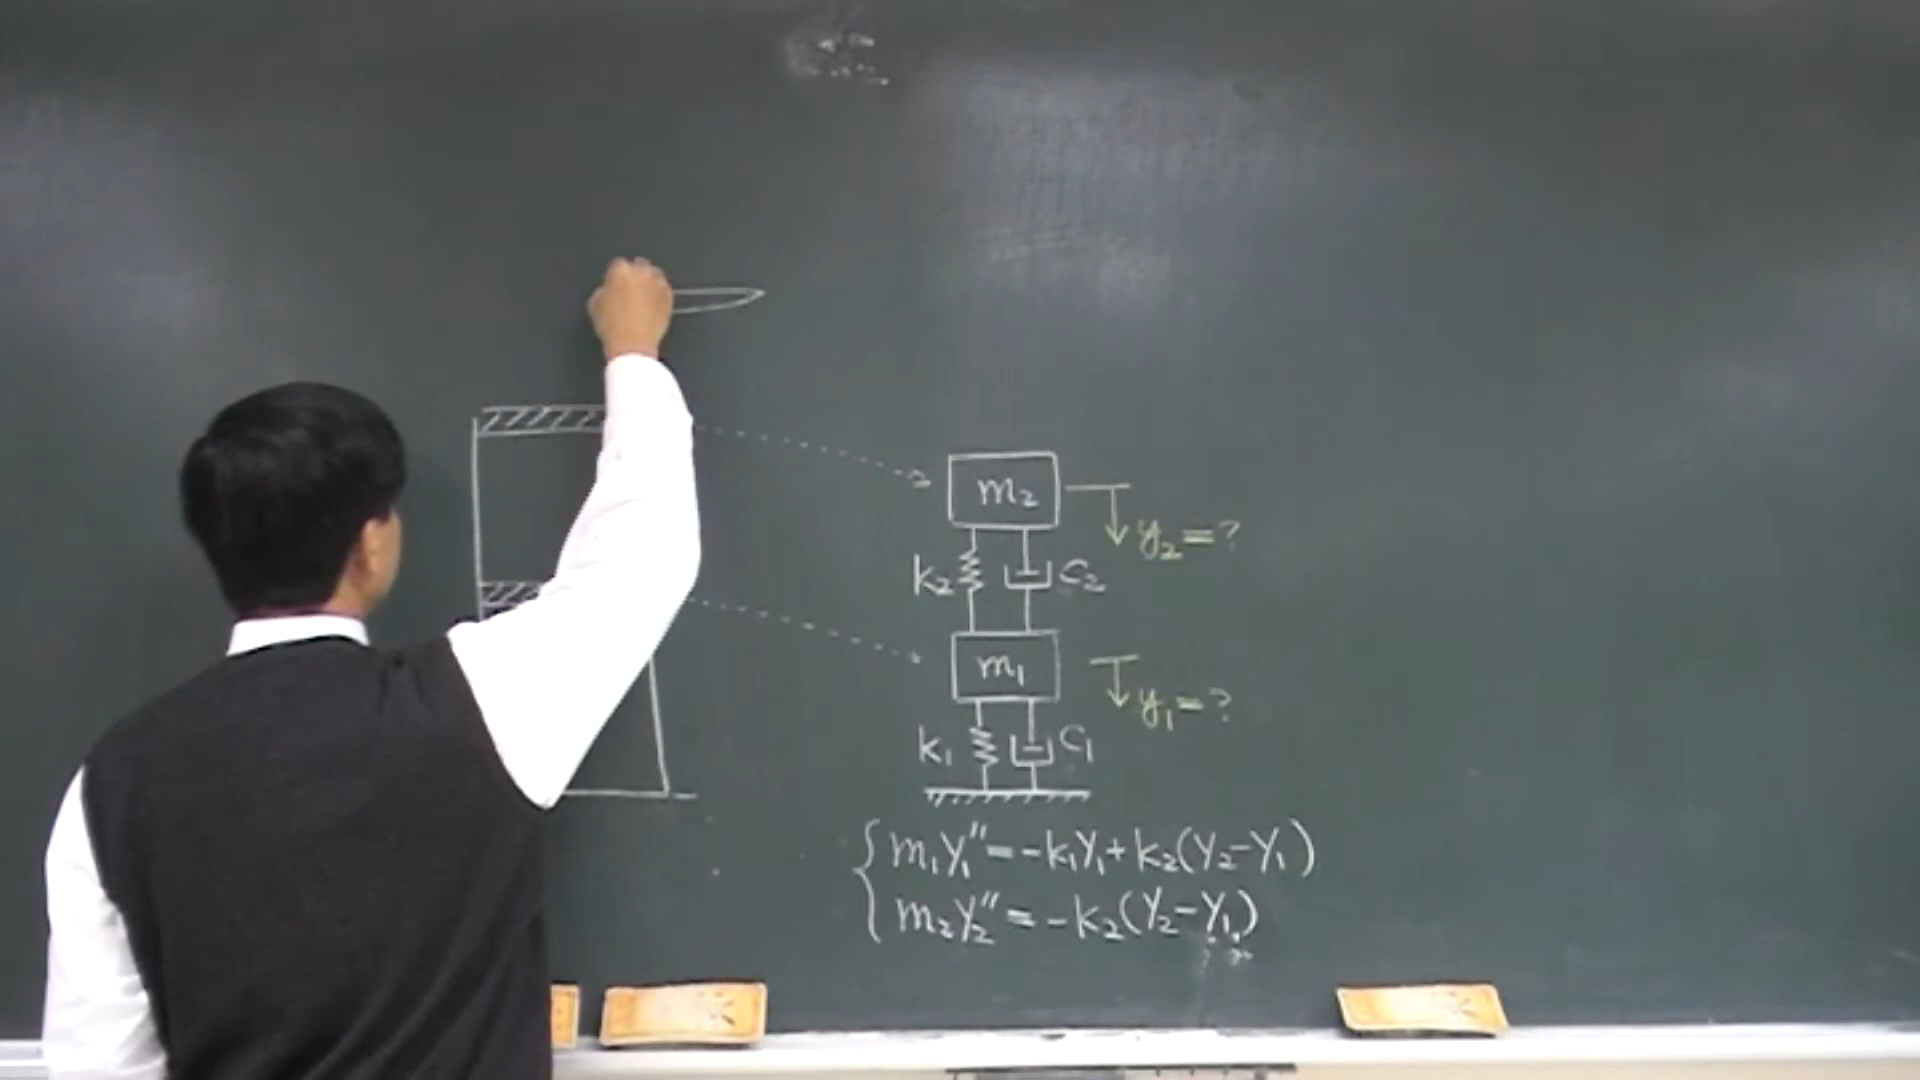 m₂
y₂=?
k₂ c₂
m₁
y₁=?
k₁ c₁
m₁y₁″=-k₁y₁+k₂(y₂-y₁)
m₂y₂″=-k₂(y₂-y₁)